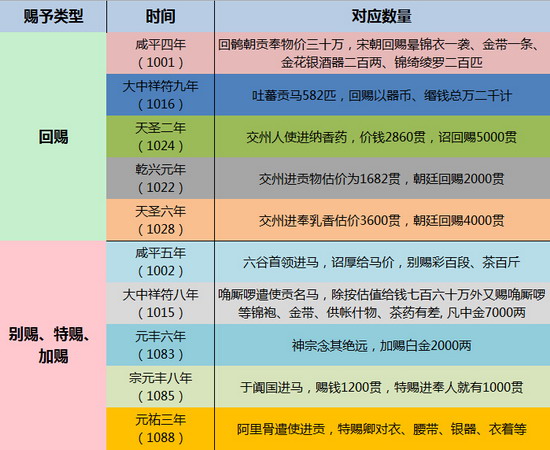 赐予类型 时间 对应数量
回赐
咸平四年
（1001）
回鹘朝贡奉物价三十万，宋朝回赐晕锦衣一袭、金带一条、
金花银酒器二百两、锦绮绫罗二百匹
大中祥符九年
（1016）
吐蕃贡马582匹，回赐以器币、缗钱总万二千计
天圣二年
（1024）
交州人使进纳香药，价钱2860贯，诏回赐5000贯
乾兴元年
（1022）
交州进贡物估价为1682贯，朝廷回赐2000贯
天圣六年
（1028）
交州进奉乳香估价3600贯，朝廷回赐4000贯
别赐、特赐、
加赐
咸平五年
（1002）
六谷首领进马，诏厚给马价，别赐彩百段、茶百斤
大中祥符八年
（1015）
唃厮啰遣使贡名马，除按估值给钱七百六十万外又赐唃厮啰
等锦袍、金带、供帐什物、茶药有差, 凡中金7000两
元丰六年
（1083）
神宗念其绝远，加赐白金2000两
宗元丰八年
（1085）
于阗国进马，赐钱1200贯，特赐进奉人就有1000贯
元祐三年
（1088）
阿里骨遣使进贡，特赐卿对衣、腰带、银器、衣着等